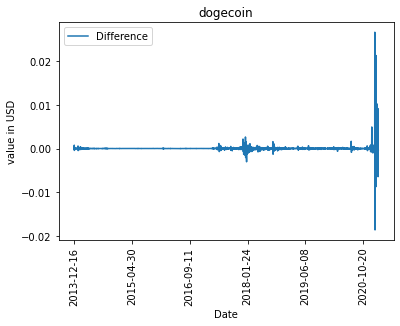 dogecoin
Difference
value in USD
0.02
0.01
0.00
−0.01
−0.02
2013-12-16
2015-04-30
2016-09-11
2018-01-24
2019-06-08
2020-10-20
Date